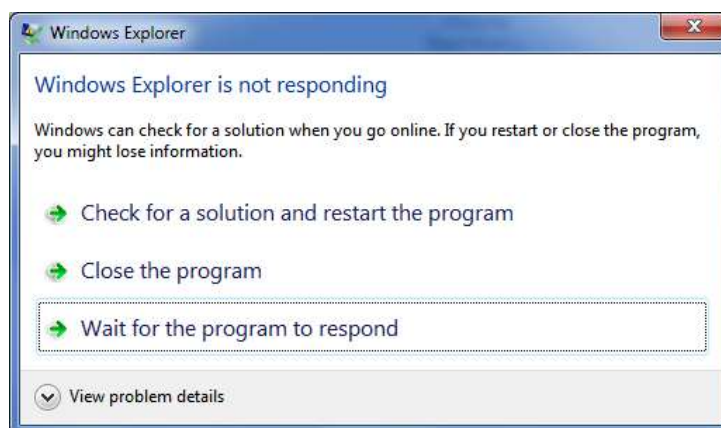 Windows Explorer
Windows Explorer is not responding
Windows can check for a solution when you go online. If you restart or close the program,
you might lose information.
Check for a solution and restart the program
Close the program
Wait for the program to respond
View problem details